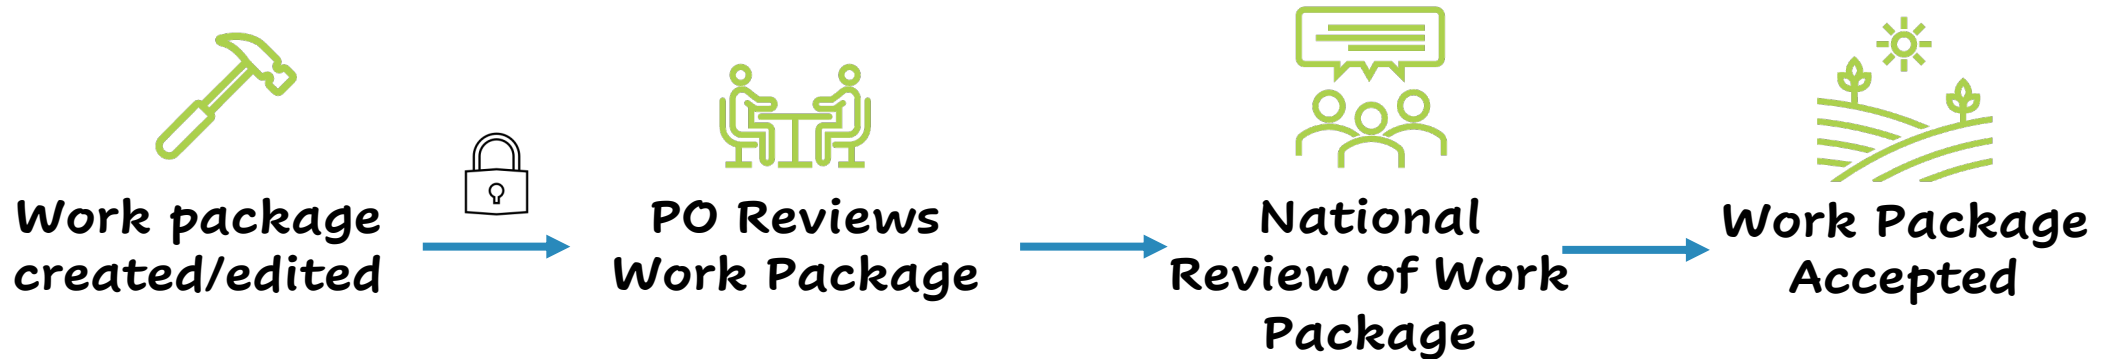 Work package
created/edited
PO Reviews
Work Package
National
Review of Work
Package
Work Package
Accepted